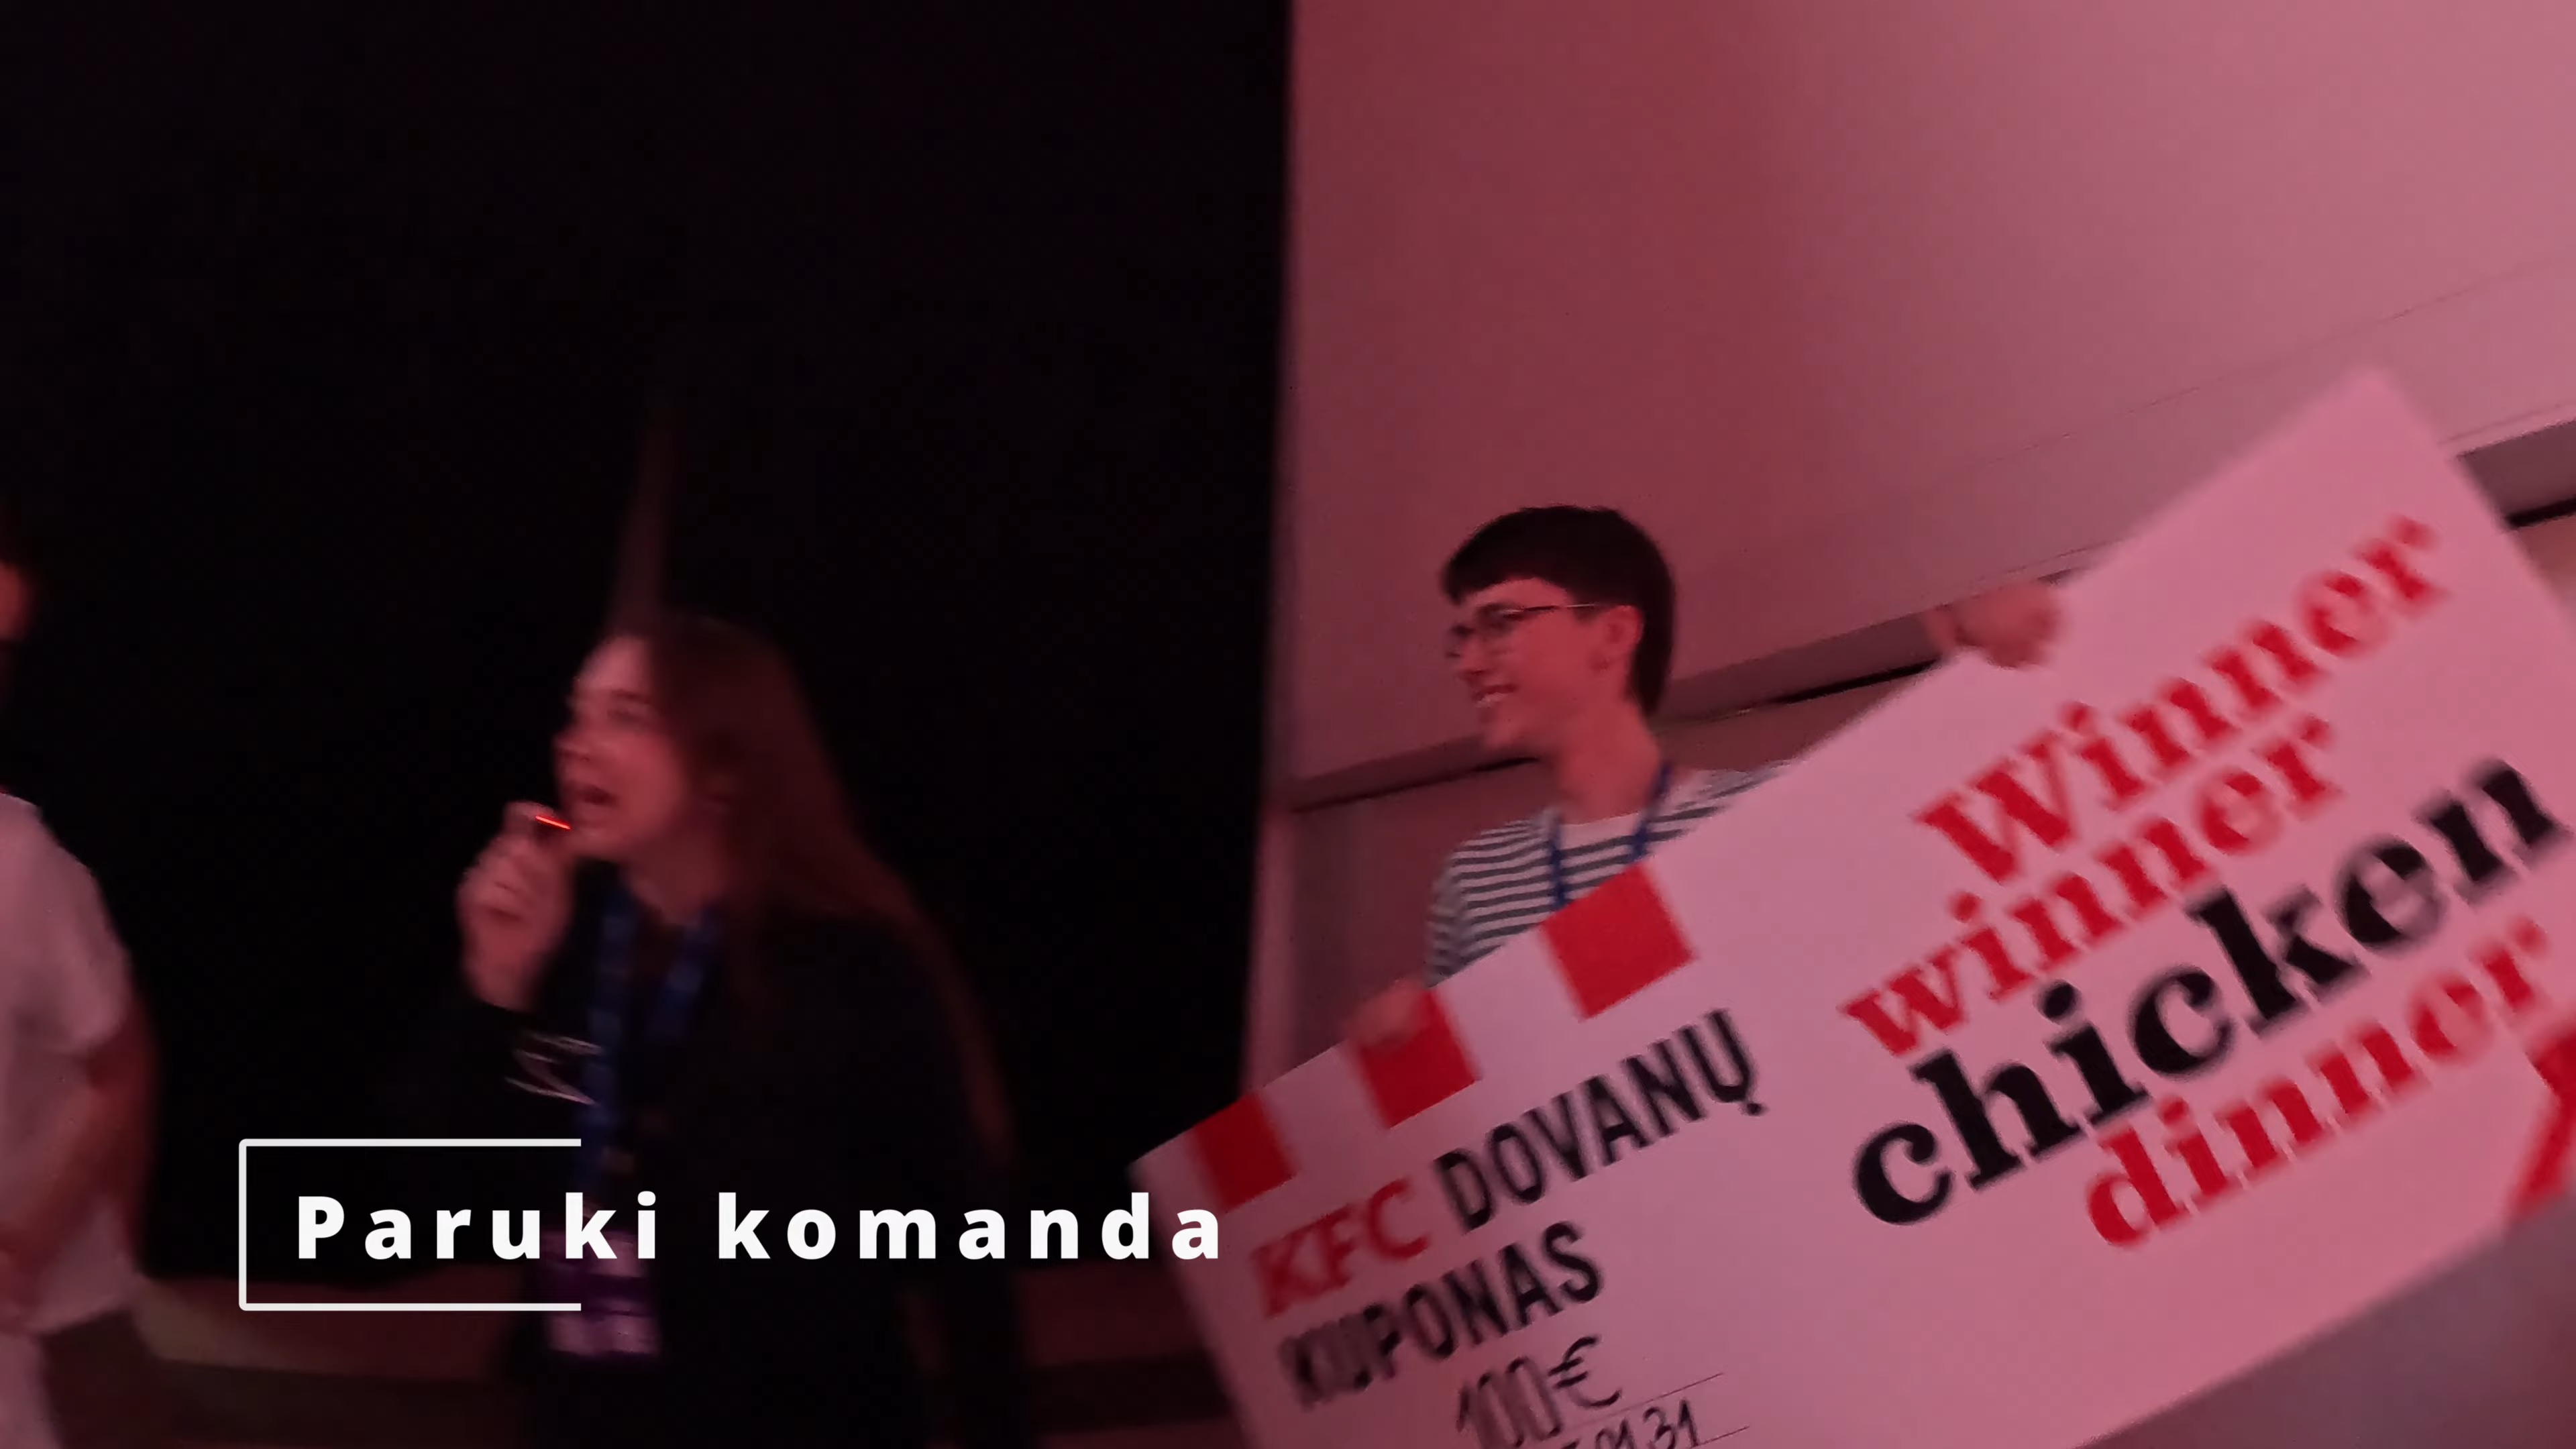 Winner
winner
chicken
dinner
KFC DOVANŲ
KUPONAS
100€
Paruki komanda